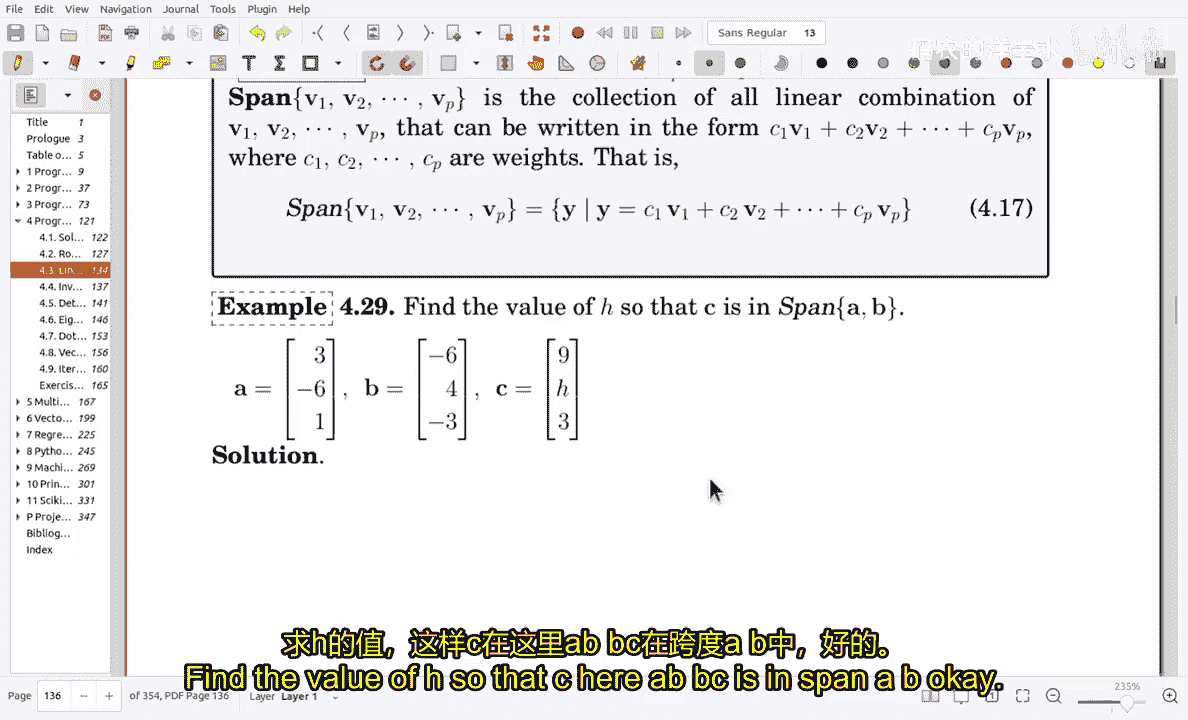 File Edit View Navigation Journal Tools Plugin Help
Sans Regular 13
Title 1
Prologue 3
Table o... 5
1 Progr... 9
2 Progr... 37
3 Progr... 73
4 Progr... 121
4.1. Sol... 122
4.2. Ro... 127
4.3. Lin... 134
4.4. Inv... 137
4.5. Det... 141
4.6. Eig... 146
4.7. Dot... 153
4.8. Vec... 156
4.9. Iter... 160
Exercis... 165
5 Multi... 167
6 Vecto... 199
7 Regre... 225
8 Pytho... 245
9 Machi... 269
10 Prin... 301
11 Sciki... 331
P Proje... 347
Bibliog...
Index
Span{v₁, v₂, ⋯ , vₚ} is the collection of all linear combination of
v₁, v₂, ⋯ , vₚ, that can be written in the form c₁v₁ + c₂v₂ + ⋯ + cₚvₚ,
where c₁, c₂, ⋯ , cₚ are weights. That is,
Span{v₁, v₂, ⋯ , vₚ} = {y | y = c₁ v₁ + c₂ v₂ + ⋯ + cₚ vₚ} (4.17)
Example 4.29. Find the value of h so that c is in Span{a, b}.
a = [3 −6 1], b = [−6 4 −3], c = [9 h 3]
Solution.
求h的值，这样c在这里ab bc在跨度a b中，好的。
Find the value of h so that c here ab bc is in span a b okay.
Page 136 − + of 354, PDF Page 136 Layer Layer 1
235%